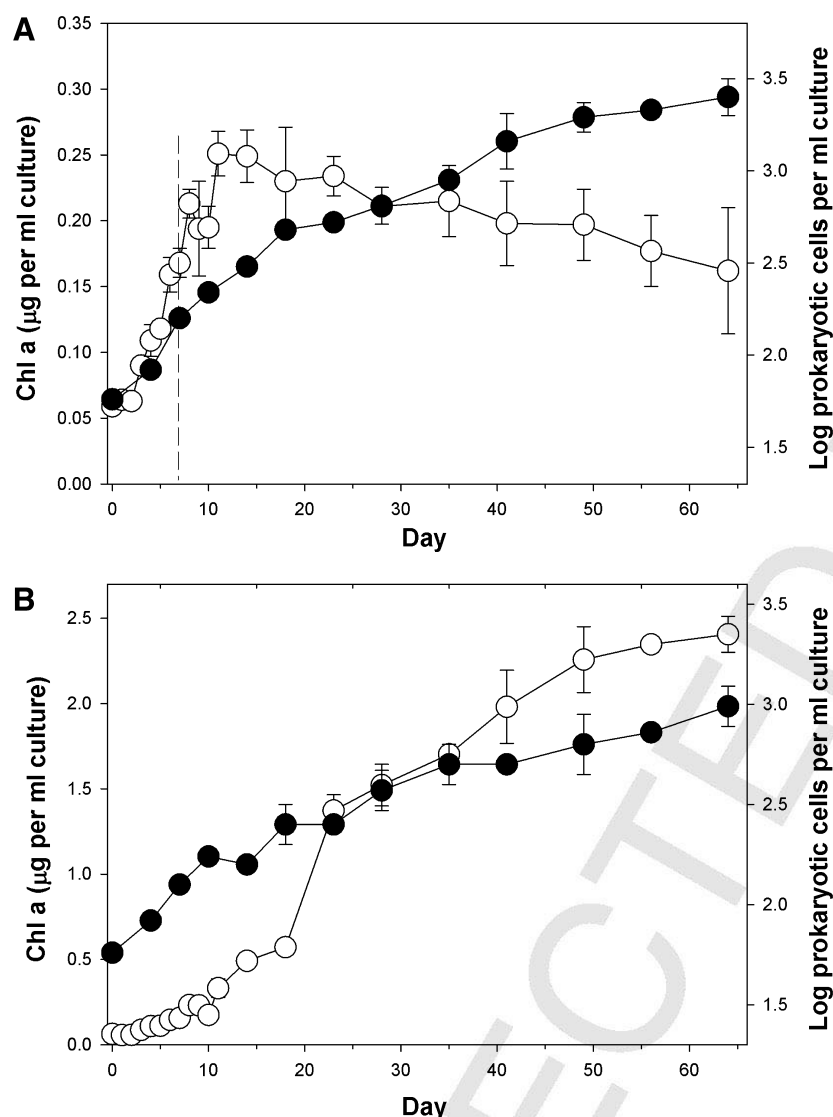 A
Chl a (μg per ml culture)
0.35
0.30
0.25
0.20
0.15
0.10
0.05
0.00
3.5
3.0
2.5
2.0
1.5
Log prokaryotic cells per ml culture
0 10 20 30 40 50 60
Day
B
Chl a (μg per ml culture)
2.5
2.0
1.5
1.0
0.5
0.0
3.5
3.0
2.5
2.0
1.5
Log prokaryotic cells per ml culture
0 10 20 30 40 50 60
Day
ECTED